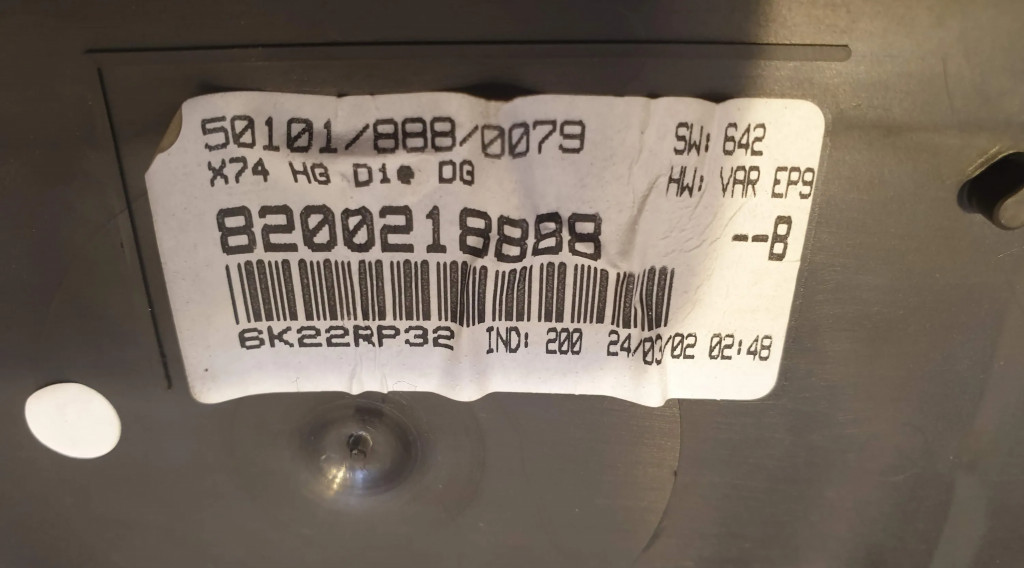 50101/888/0079
SW: 642
X74 HG D1e DG
HW: VAR EP9
8200218888
--B
6K22RP32 IND: 200 24/03/02 02:48